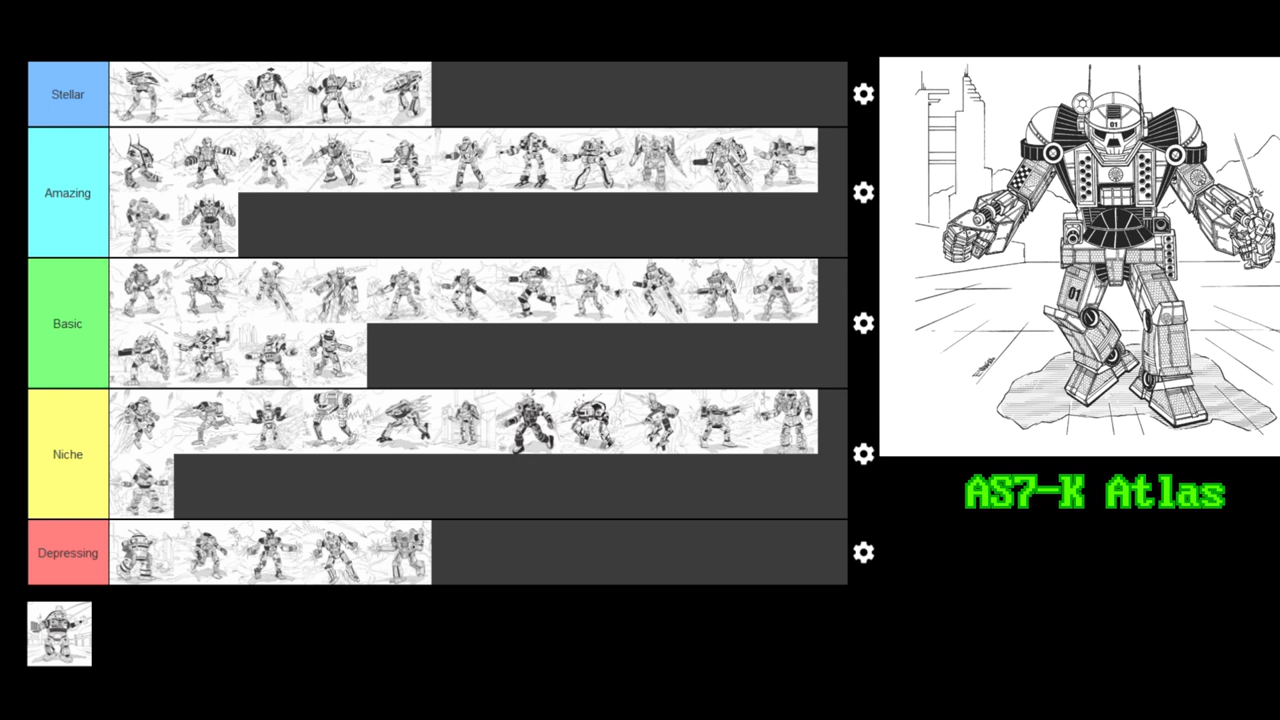 Stellar
Amazing
Basic
Niche
Depressing
01
01
AS7-K Atlas